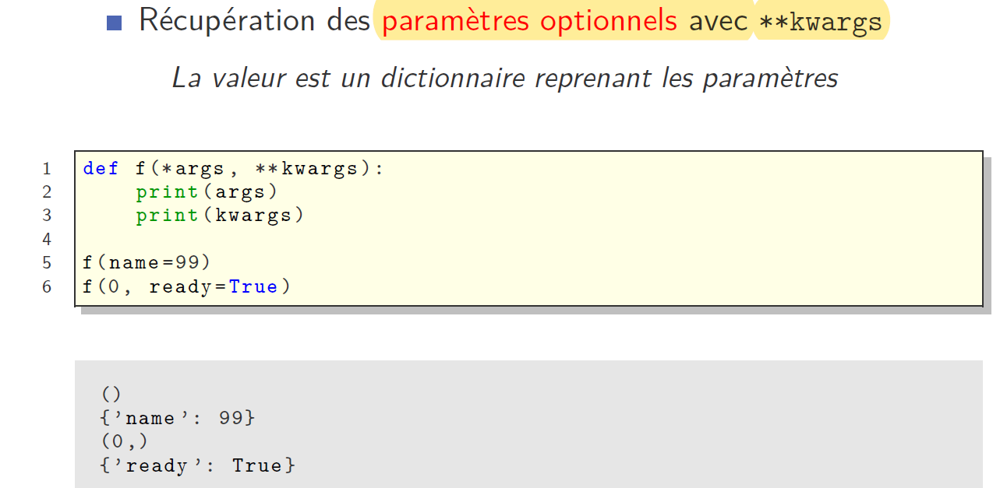 Récupération des paramètres optionnels avec **kwargs
La valeur est un dictionnaire reprenant les paramètres
1 def f(*args, **kwargs):
2     print(args)
3     print(kwargs)
4
5 f(name=99)
6 f(0, ready=True)
()
{'name': 99}
(0,)
{'ready': True}